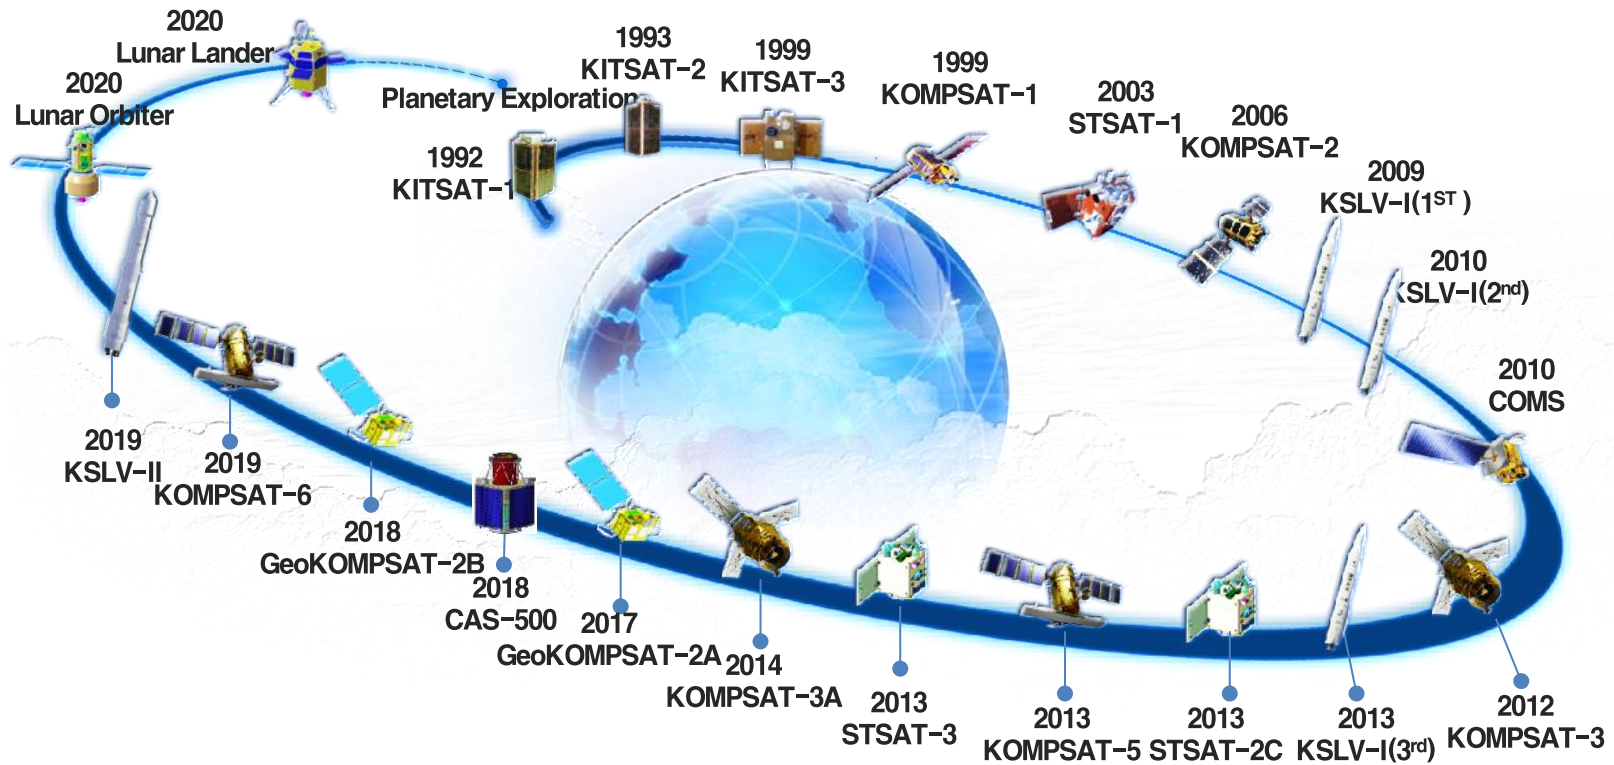 1992
KITSAT-1
1993
KITSAT-2
1999
KITSAT-3
1999
KOMPSAT-1
2003
STSAT-1
2006
KOMPSAT-2
2009
KSLV-I(1ST )
2010
KSLV-I(2nd)
2010
COMS
2012
KOMPSAT-3
2013
KSLV-I(3rd)
2013
STSAT-2C
2013
KOMPSAT-5
2013
STSAT-3
2014
KOMPSAT-3A
2017
GeoKOMPSAT-2A
2018
CAS-500
2018
GeoKOMPSAT-2B
2019
KOMPSAT-6
2019
KSLV-II
2020
Lunar Orbiter
2020
Lunar Lander
Planetary Exploration